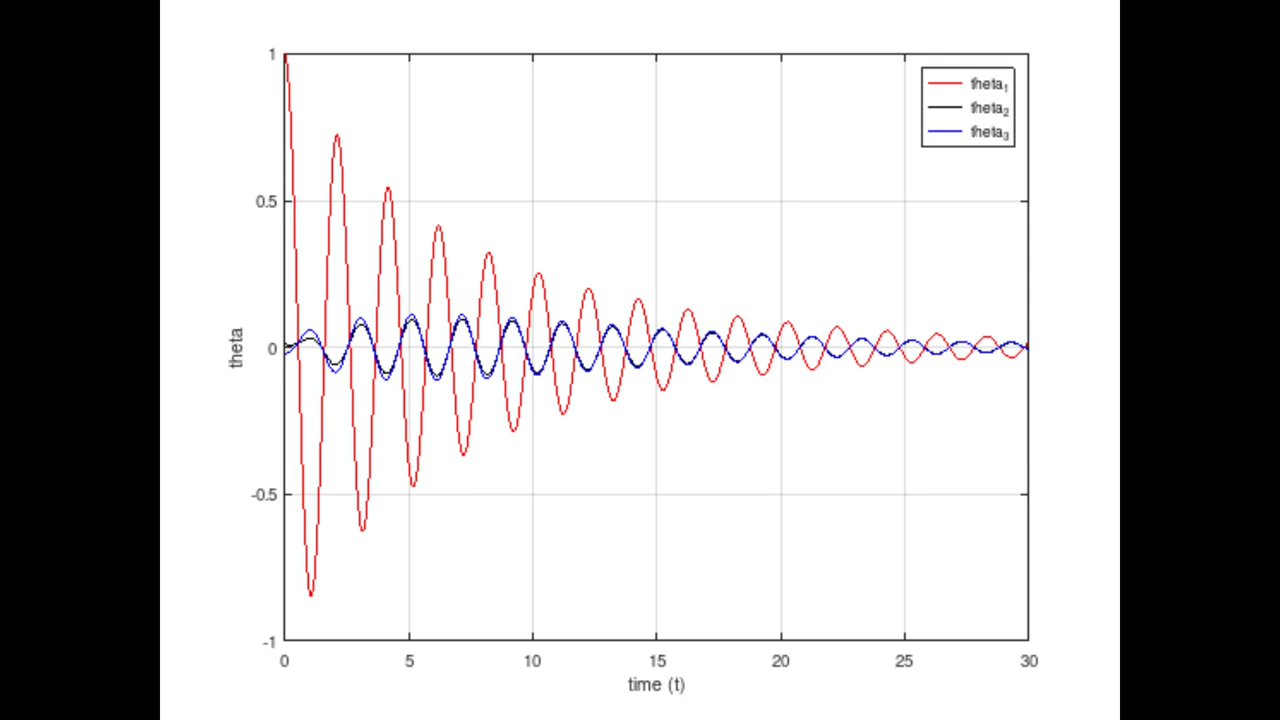 1
0.5
0
-0.5
-1
theta
theta₁
theta₂
theta₃
0 5 10 15 20 25 30
time (t)